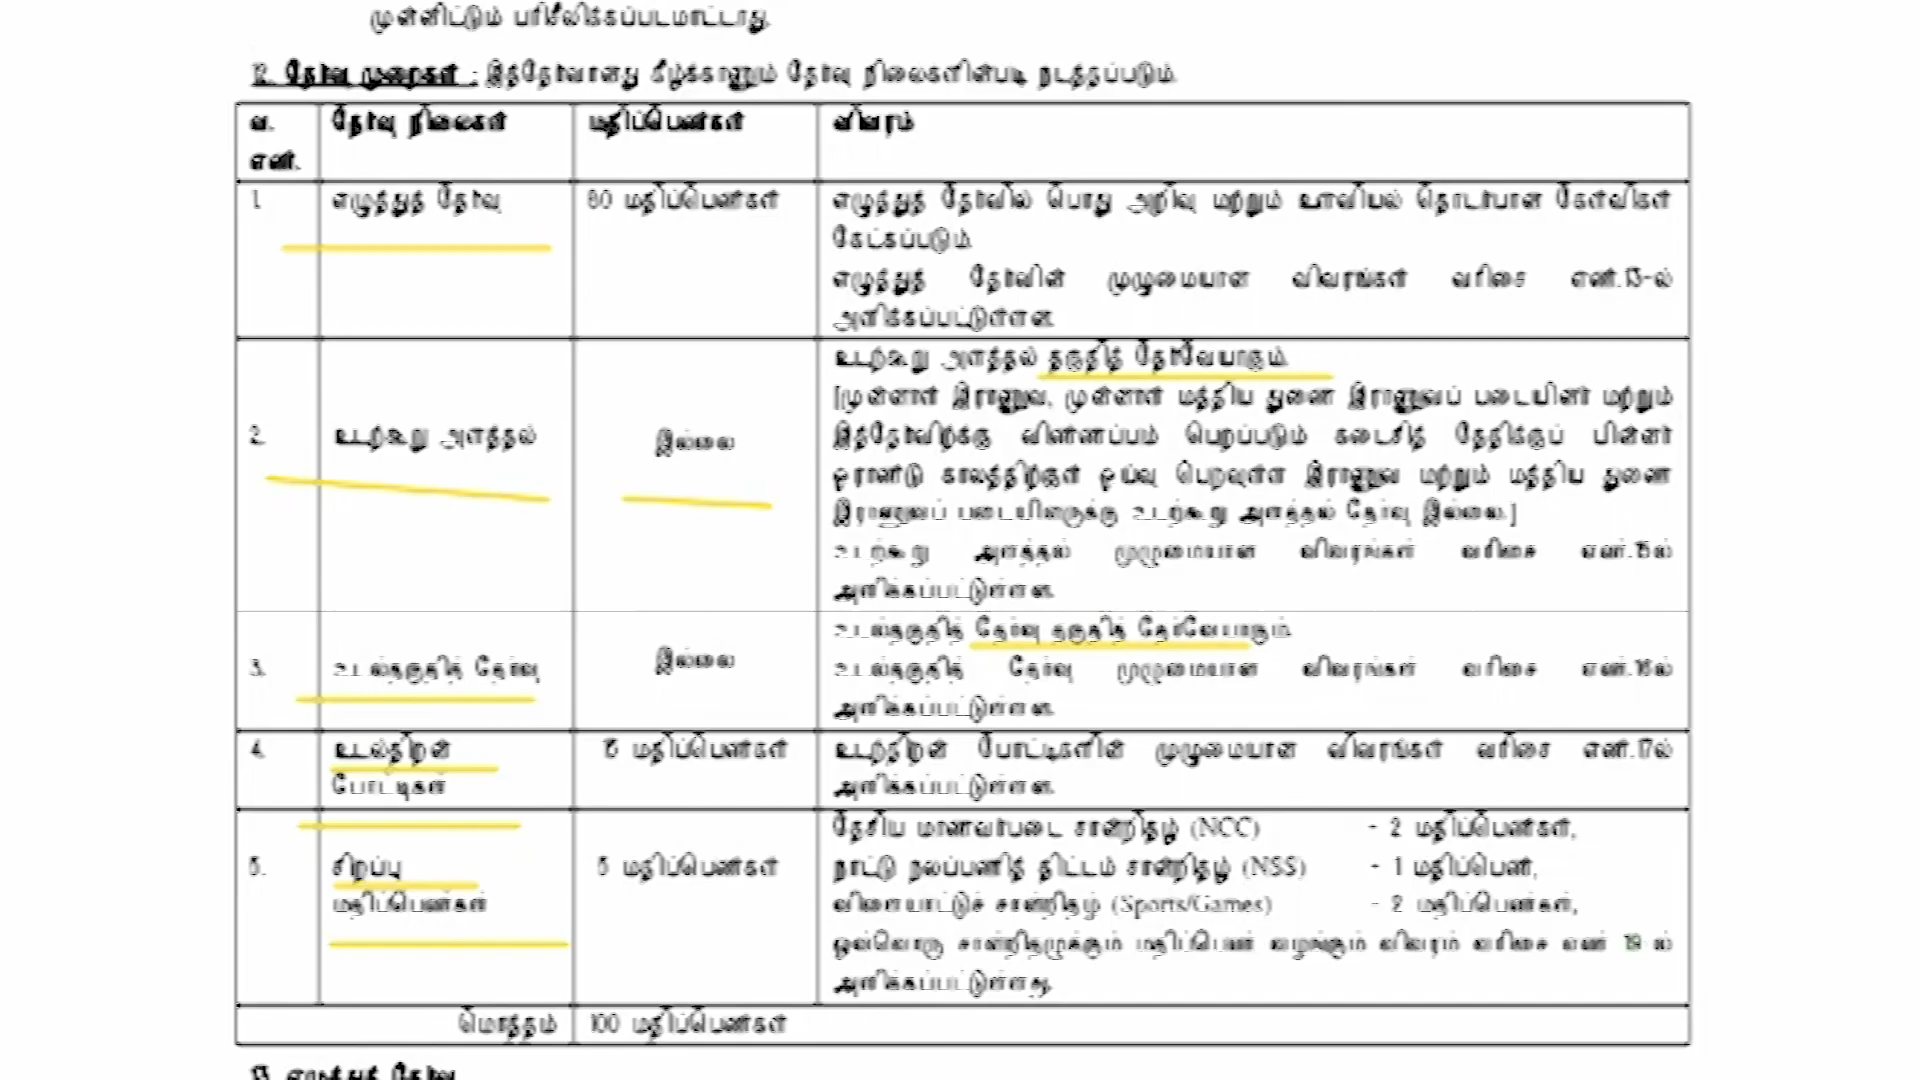 முன்னிட்டும் பரிசீலிக்கப்படமாட்டாது.
12. தேர்வு முறைகள் : இத்தேர்வானது கீழ்க்காணும் தேர்வு நிலைகளின்படி நடத்தப்படும்.
வ. எண்.
தேர்வு நிலைகள்
மதிப்பெண்கள்
விவரம்
1.
எழுத்துத் தேர்வு
80 மதிப்பெண்கள்
எழுத்துத் தேர்வில் பொது அறிவு மற்றும் உளவியல் தொடர்பான கேள்விகள்
கேட்கப்படும்.
எழுத்துத் தேர்வின் முழுமையான விவரங்கள் வரிசை எண்.13-ல்
அளிக்கப்பட்டுள்ளன.
2.
உடற்கூறு அளத்தல்
இல்லை
உடற்கூறு அளத்தல் தகுதித் தேர்வேயாகும்.
[முன்னாள் இராணுவ, முன்னாள் மத்திய துணை இராணுவப் படையினர் மற்றும்
இத்தேர்விற்க்கு விண்ணப்பம் பெறப்படும் கடைசித் தேதிக்குப் பின்னர்
ஓராண்டு காலத்திற்குள் ஓய்வு பெறவுள்ள இராணுவ மற்றும் மத்திய துணை
இராணுவப் படையினருக்கு உடற்கூறு அளத்தல் தேர்வு இல்லை.]
உடற்கூறு அளத்தல் முழுமையான விவரங்கள் வரிசை எண்.15ல்
அளிக்கப்பட்டுள்ளன.
3.
உடல்தகுதித் தேர்வு
இல்லை
உடல்தகுதித் தேர்வு தகுதித் தேர்வேயாகும்.
உடல்தகுதித் தேர்வு முழுமையான விவரங்கள் வரிசை எண்.16ல்
அளிக்கப்பட்டுள்ளன.
4.
உடல்திறன்
போட்டிகள்
15 மதிப்பெண்கள்
உடற்திறன் போட்டிகளின் முழுமையான விவரங்கள் வரிசை எண்.17ல்
அளிக்கப்பட்டுள்ளன.
5.
சிறப்பு
மதிப்பெண்கள்
5 மதிப்பெண்கள்
தேசிய மாணவர்படை சான்றிதழ் (NCC) - 2 மதிப்பெண்கள்,
நாட்டு நலப்பணித் திட்டம் சான்றிதழ் (NSS) - 1 மதிப்பெண்,
விளையாட்டுச் சான்றிதழ் (Sports/Games) - 2 மதிப்பெண்கள்,
ஒவ்வொரு சான்றிதழுக்கும் மதிப்பெண் வழங்கும் விவரம் வரிசை எண் 19 ல்
அளிக்கப்பட்டுள்ளது.
மொத்தம்
100 மதிப்பெண்கள்
13. எழுத்துத் தேர்வு